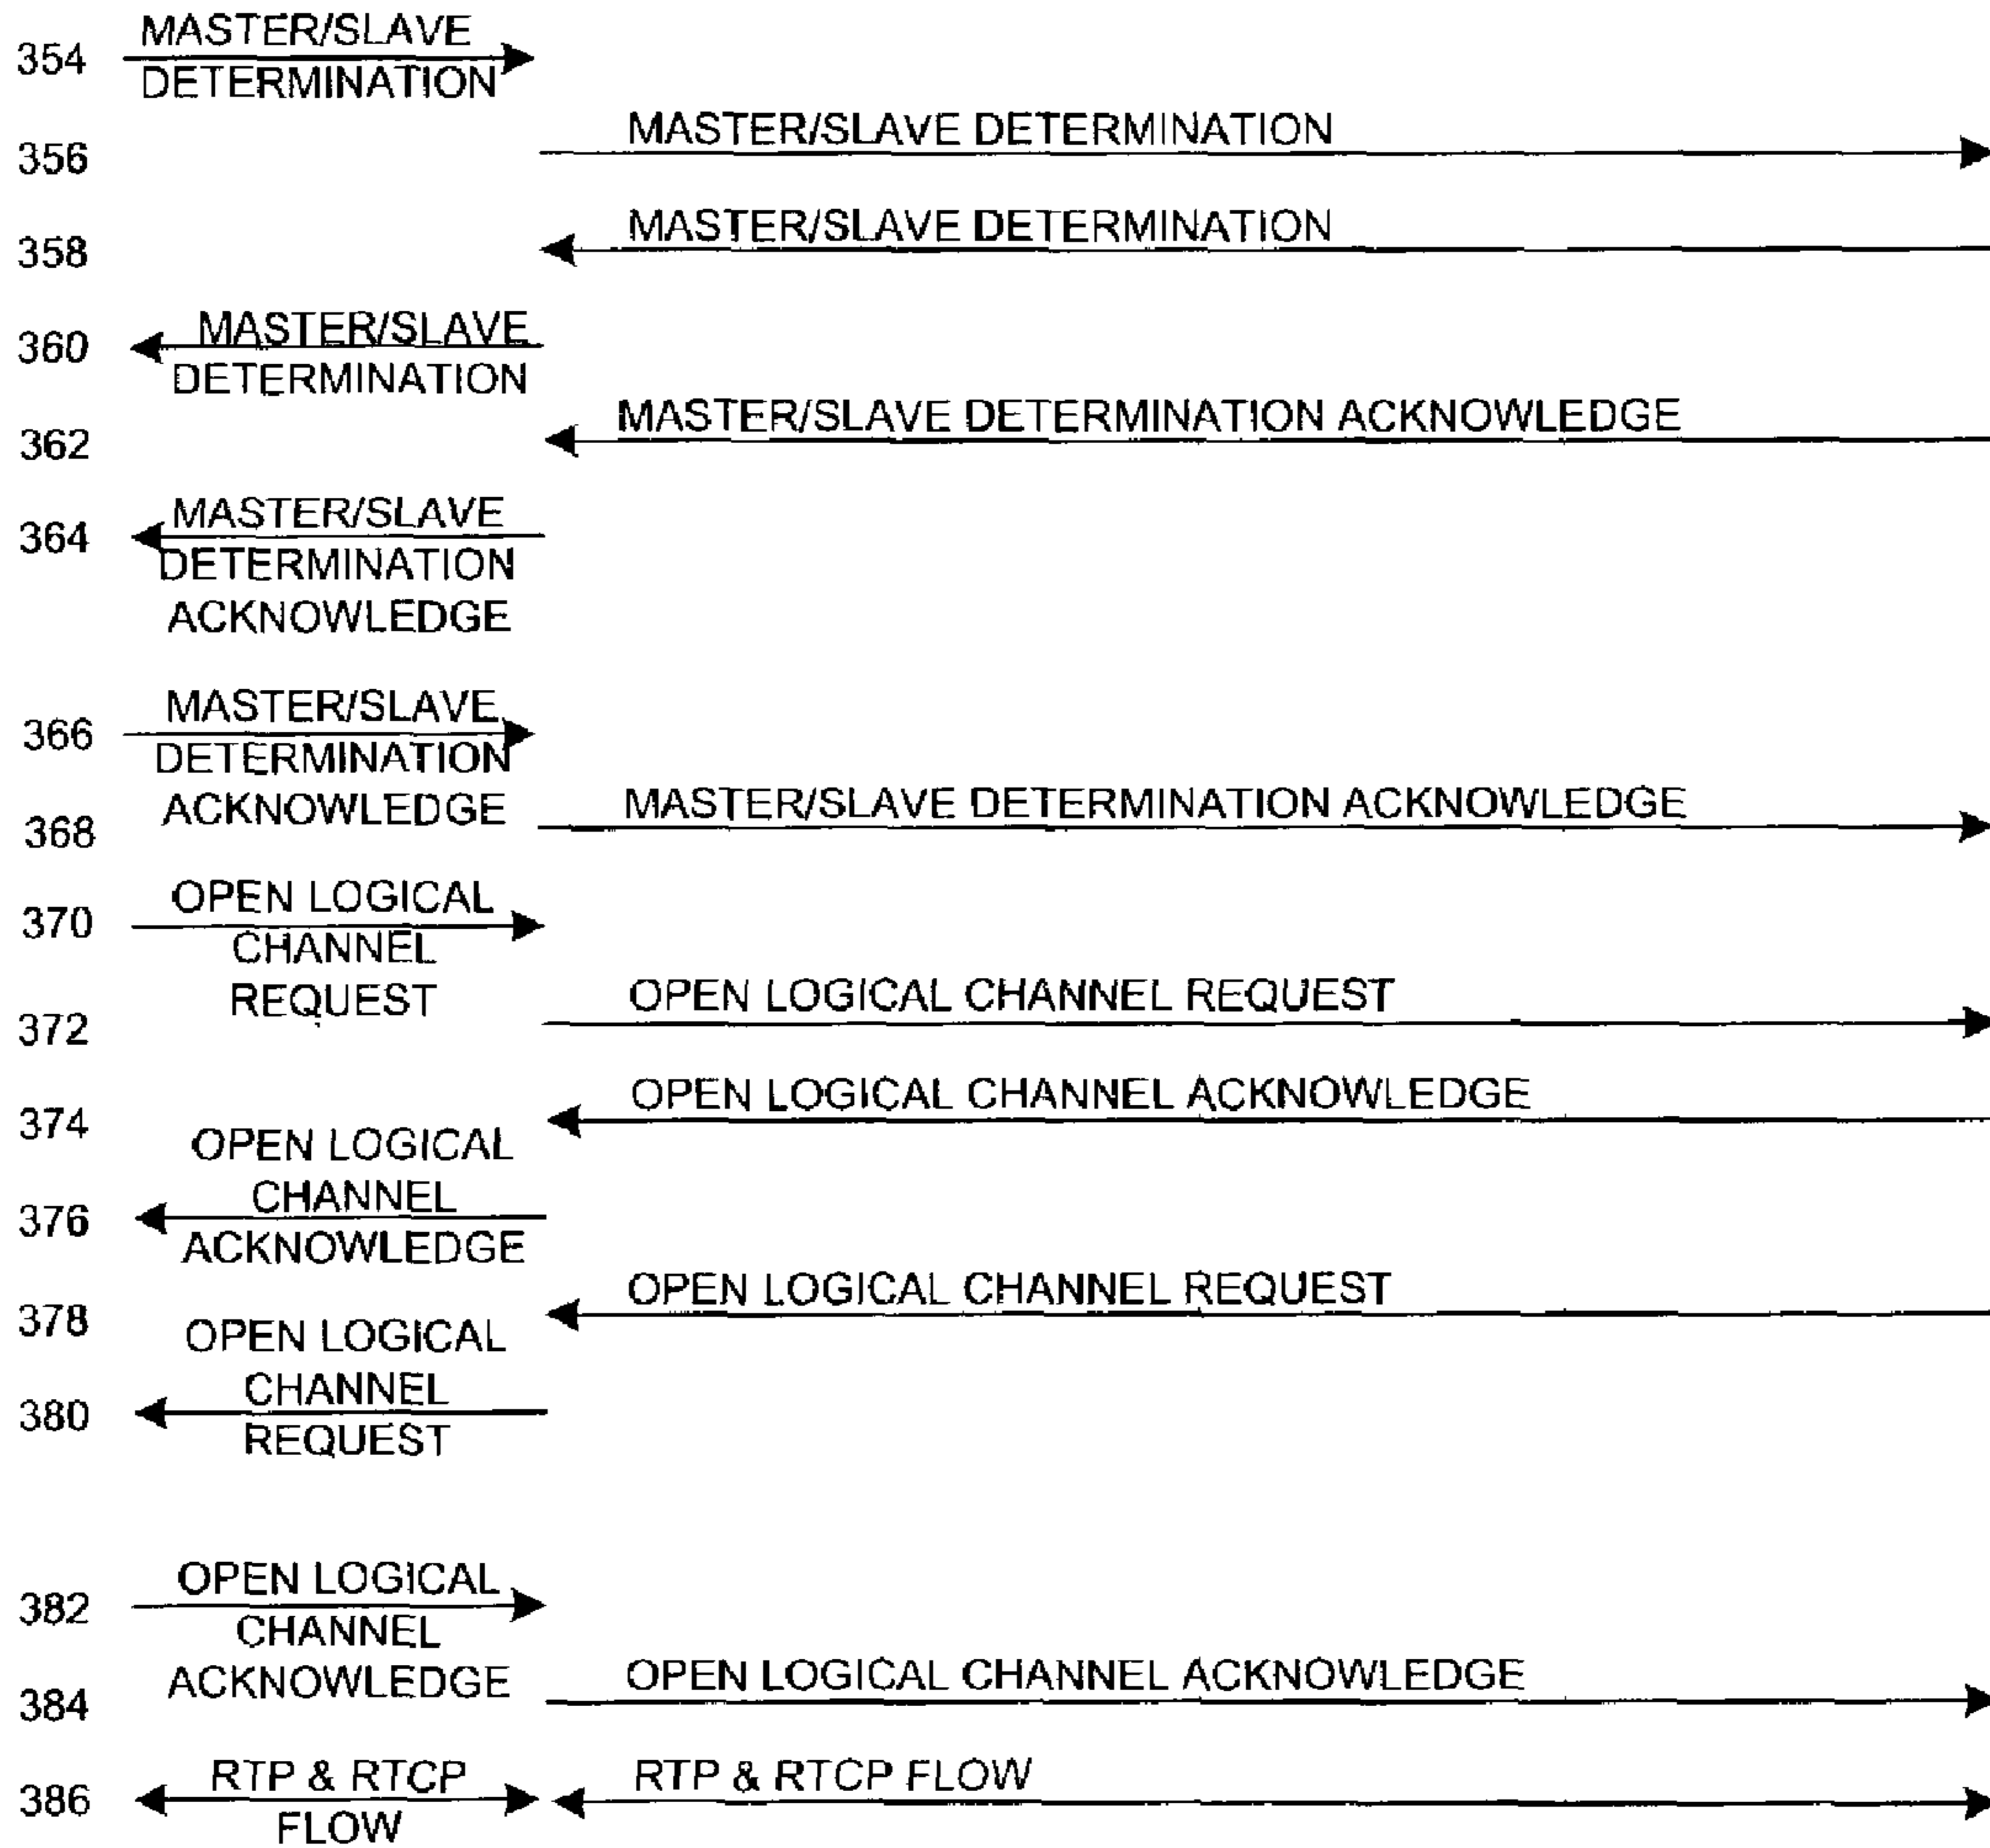 354 MASTER/SLAVE
DETERMINATION
356 MASTER/SLAVE DETERMINATION
358 MASTER/SLAVE DETERMINATION
360 MASTER/SLAVE
DETERMINATION
362 MASTER/SLAVE DETERMINATION ACKNOWLEDGE
364 MASTER/SLAVE
DETERMINATION
ACKNOWLEDGE
366 MASTER/SLAVE
DETERMINATION
ACKNOWLEDGE
368 MASTER/SLAVE DETERMINATION ACKNOWLEDGE
370 OPEN LOGICAL
CHANNEL
REQUEST
372 OPEN LOGICAL CHANNEL REQUEST
374 OPEN LOGICAL CHANNEL ACKNOWLEDGE
OPEN LOGICAL
376 CHANNEL
ACKNOWLEDGE
378 OPEN LOGICAL CHANNEL REQUEST
OPEN LOGICAL
380 CHANNEL
REQUEST
382 OPEN LOGICAL
CHANNEL
ACKNOWLEDGE
384 OPEN LOGICAL CHANNEL ACKNOWLEDGE
386 RTP & RTCP
FLOW
RTP & RTCP FLOW